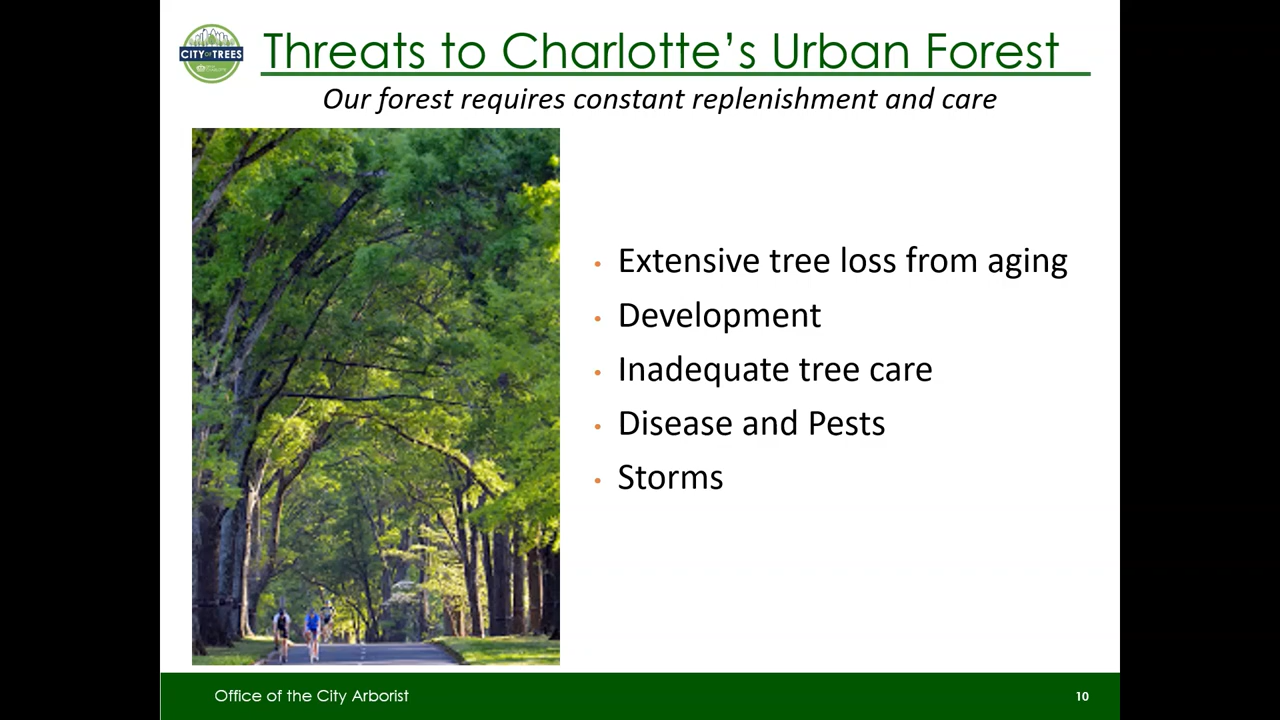 CITY OF TREES
Threats to Charlotte's Urban Forest
Our forest requires constant replenishment and care
• Extensive tree loss from aging
• Development
• Inadequate tree care
• Disease and Pests
• Storms
Office of the City Arborist
10